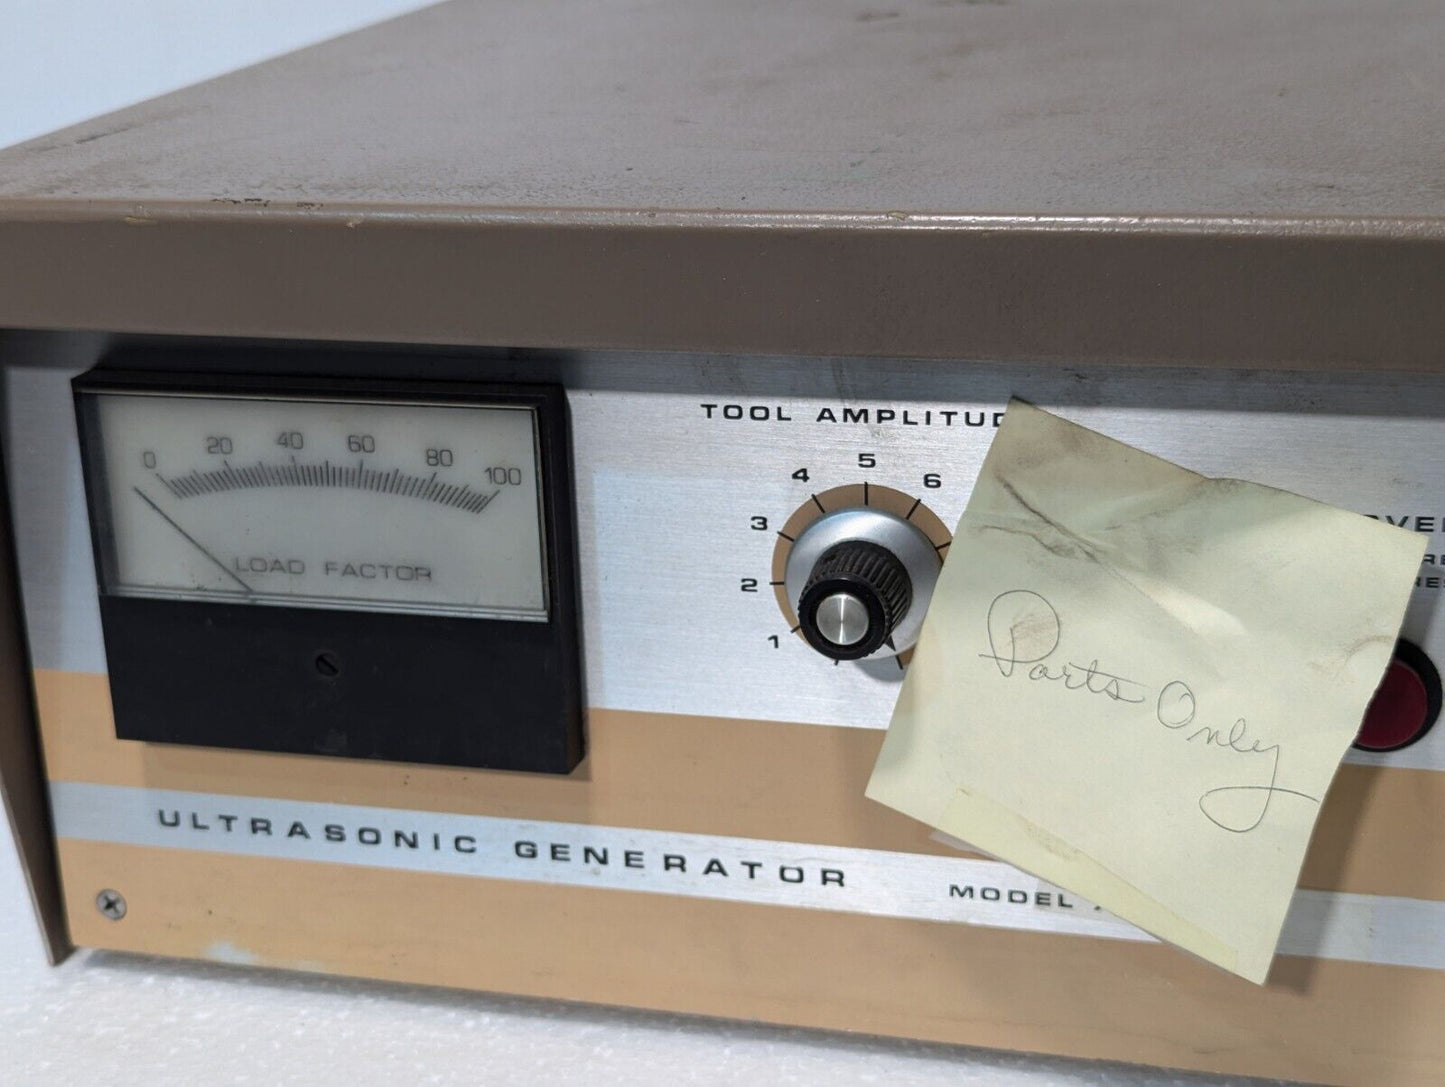 0 20 40 60 80 100
LOAD FACTOR
TOOL AMPLITUD
1 2 3 4 5 6
Parts Only
ULTRASONIC GENERATOR
MODEL